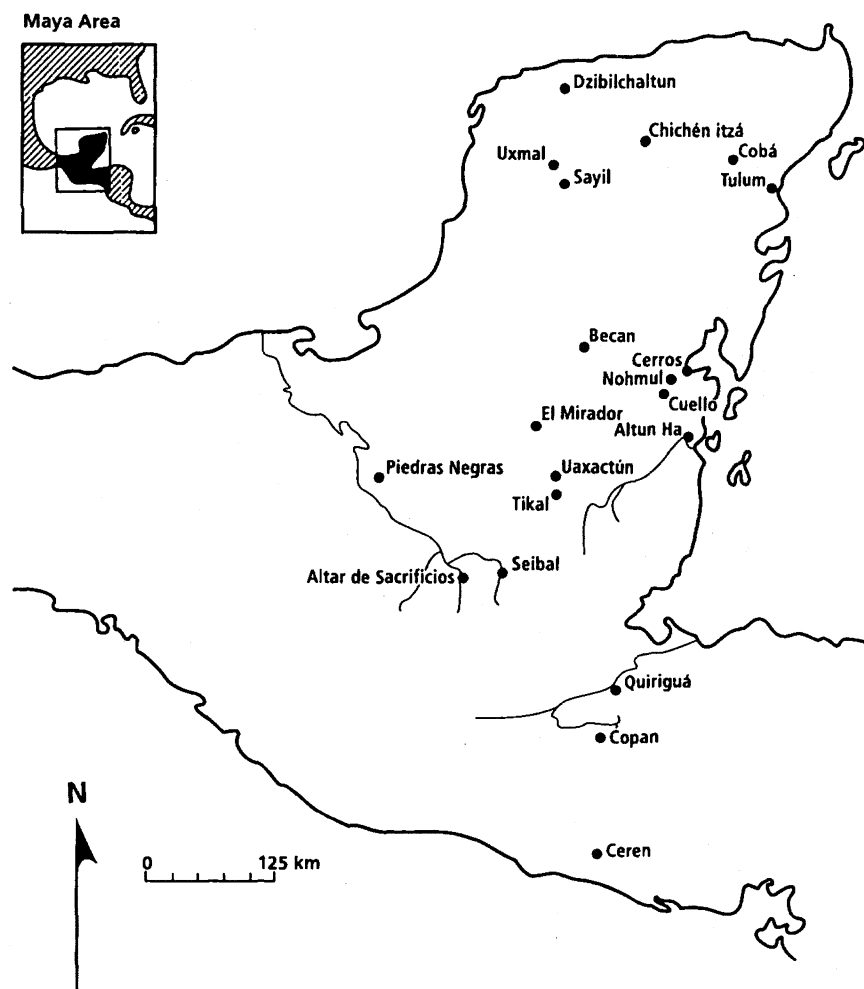 Maya Area
Dzibilchaltun
Chichén itzá
Cobá
Uxmal
Sayil
Tulum
Becan
Cerros
Nohmul
Cuello
El Mirador
Altun Ha
Piedras Negras
Uaxactún
Tikal
Seibal
Altar de Sacrificios
Quiriguá
Copan
N
0 125 km
Ceren